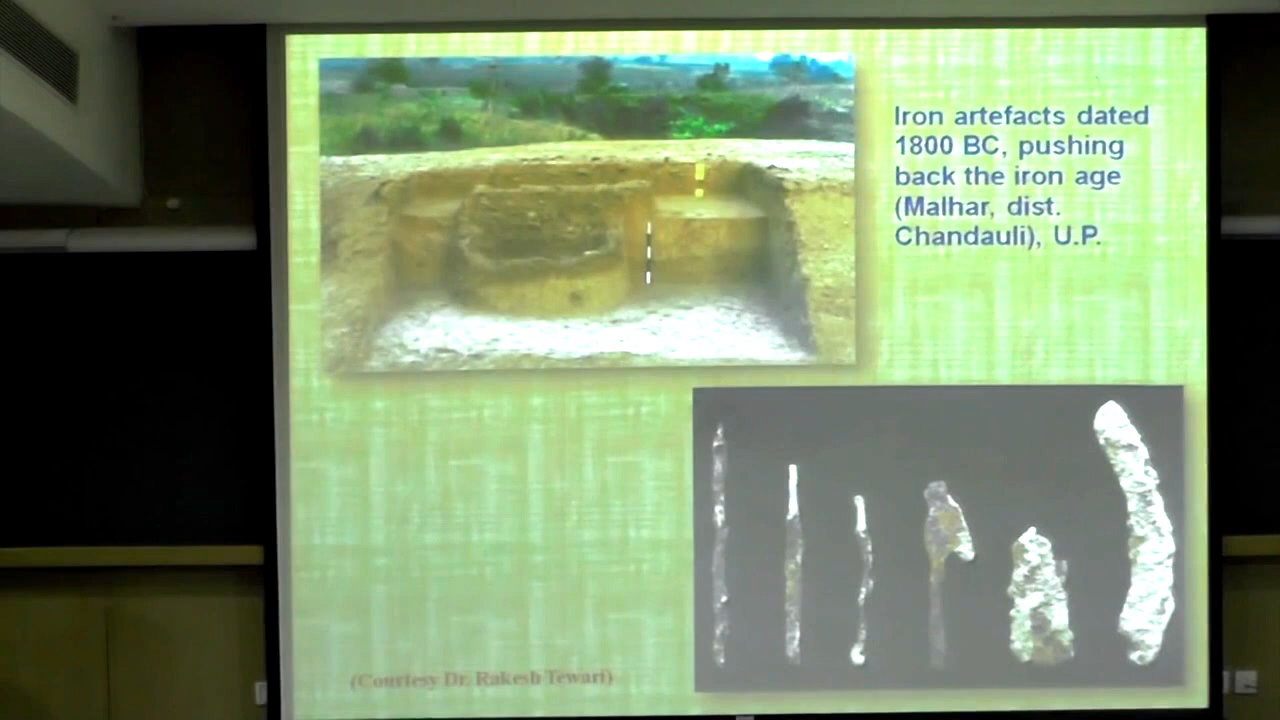 Iron artefacts dated
1800 BC, pushing
back the iron age
(Malhar, dist.
Chandauli), U.P.
(Courtesy Dr. Rakesh Tewari)